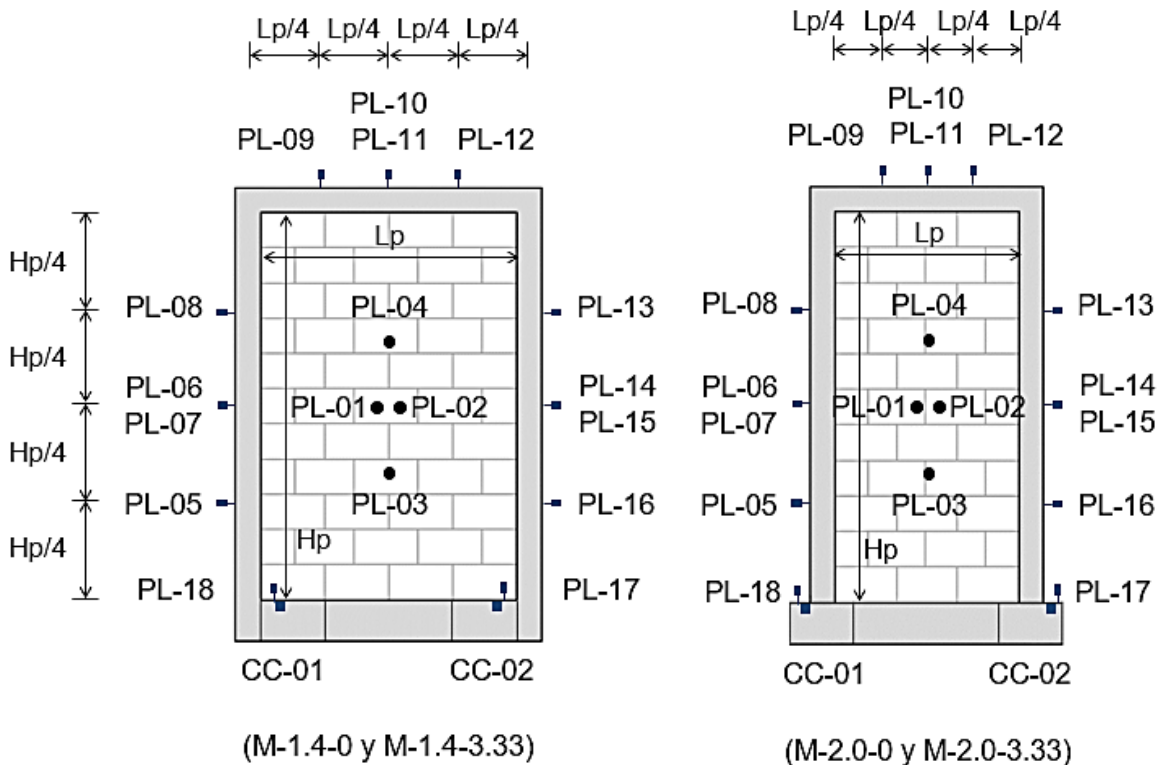 Lp/4 Lp/4 Lp/4 Lp/4
PL-10
PL-09 PL-11 PL-12
Hp/4
Lp
PL-08 PL-04 PL-13
Hp/4
PL-06 PL-14
PL-01 PL-02
PL-07 PL-15
Hp/4
PL-05 PL-03 PL-16
Hp
Hp/4
PL-18 PL-17
CC-01 CC-02
(M-1.4-0 y M-1.4-3.33)
Lp/4 Lp/4 Lp/4 Lp/4
PL-10
PL-09 PL-11 PL-12
Lp
PL-08 PL-04 PL-13
PL-06 PL-14
PL-01 PL-02
PL-07 PL-15
PL-05 PL-03 PL-16
Hp
PL-18 PL-17
CC-01 CC-02
(M-2.0-0 y M-2.0-3.33)